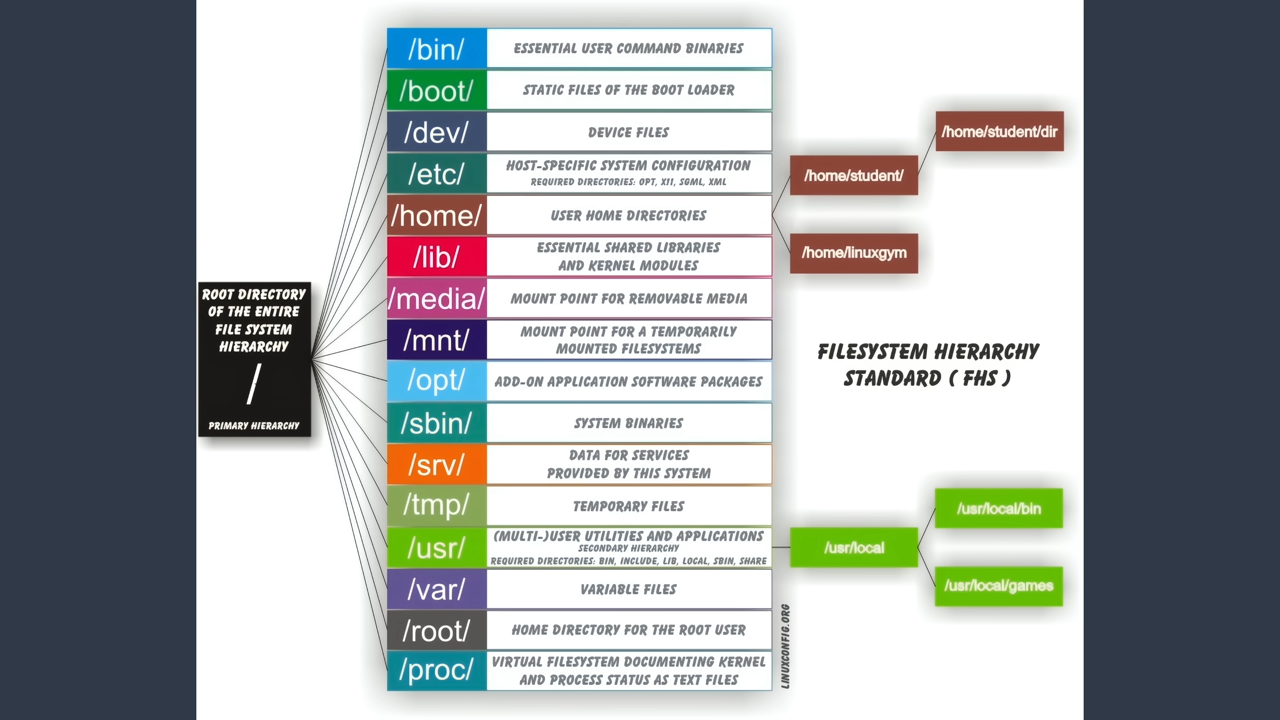 ROOT DIRECTORY
OF THE ENTIRE
FILE SYSTEM
HIERARCHY
/
PRIMARY HIERARCHY
/bin/ ESSENTIAL USER COMMAND BINARIES
/boot/ STATIC FILES OF THE BOOT LOADER
/dev/ DEVICE FILES
/etc/ HOST-SPECIFIC SYSTEM CONFIGURATION
REQUIRED DIRECTORIES: OPT, X11, SGML, XML
/home/ USER HOME DIRECTORIES
/lib/ ESSENTIAL SHARED LIBRARIES
AND KERNEL MODULES
/media/ MOUNT POINT FOR REMOVABLE MEDIA
/mnt/ MOUNT POINT FOR A TEMPORARILY
MOUNTED FILESYSTEMS
/opt/ ADD-ON APPLICATION SOFTWARE PACKAGES
/sbin/ SYSTEM BINARIES
/srv/ DATA FOR SERVICES
PROVIDED BY THIS SYSTEM
/tmp/ TEMPORARY FILES
/usr/ (MULTI-)USER UTILITIES AND APPLICATIONS
SECONDARY HIERARCHY
REQUIRED DIRECTORIES: BIN, INCLUDE, LIB, LOCAL, SBIN, SHARE
/var/ VARIABLE FILES
/root/ HOME DIRECTORY FOR THE ROOT USER
/proc/ VIRTUAL FILESYSTEM DOCUMENTING KERNEL
AND PROCESS STATUS AS TEXT FILES
/home/student/dir
/home/student/
/home/linuxgym
FILESYSTEM HIERARCHY
STANDARD ( FHS )
/usr/local/bin
/usr/local
/usr/local/games
LINUXCONFIG.ORG